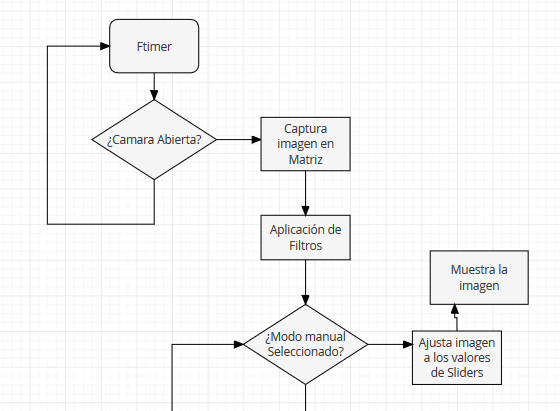 Ftimer
¿Camara Abierta?
Captura
imagen en
Matriz
Aplicación de
Filtros
Muestra la
imagen
¿Modo manual
Seleccionado?
Ajusta imagen
a los valores
de Sliders